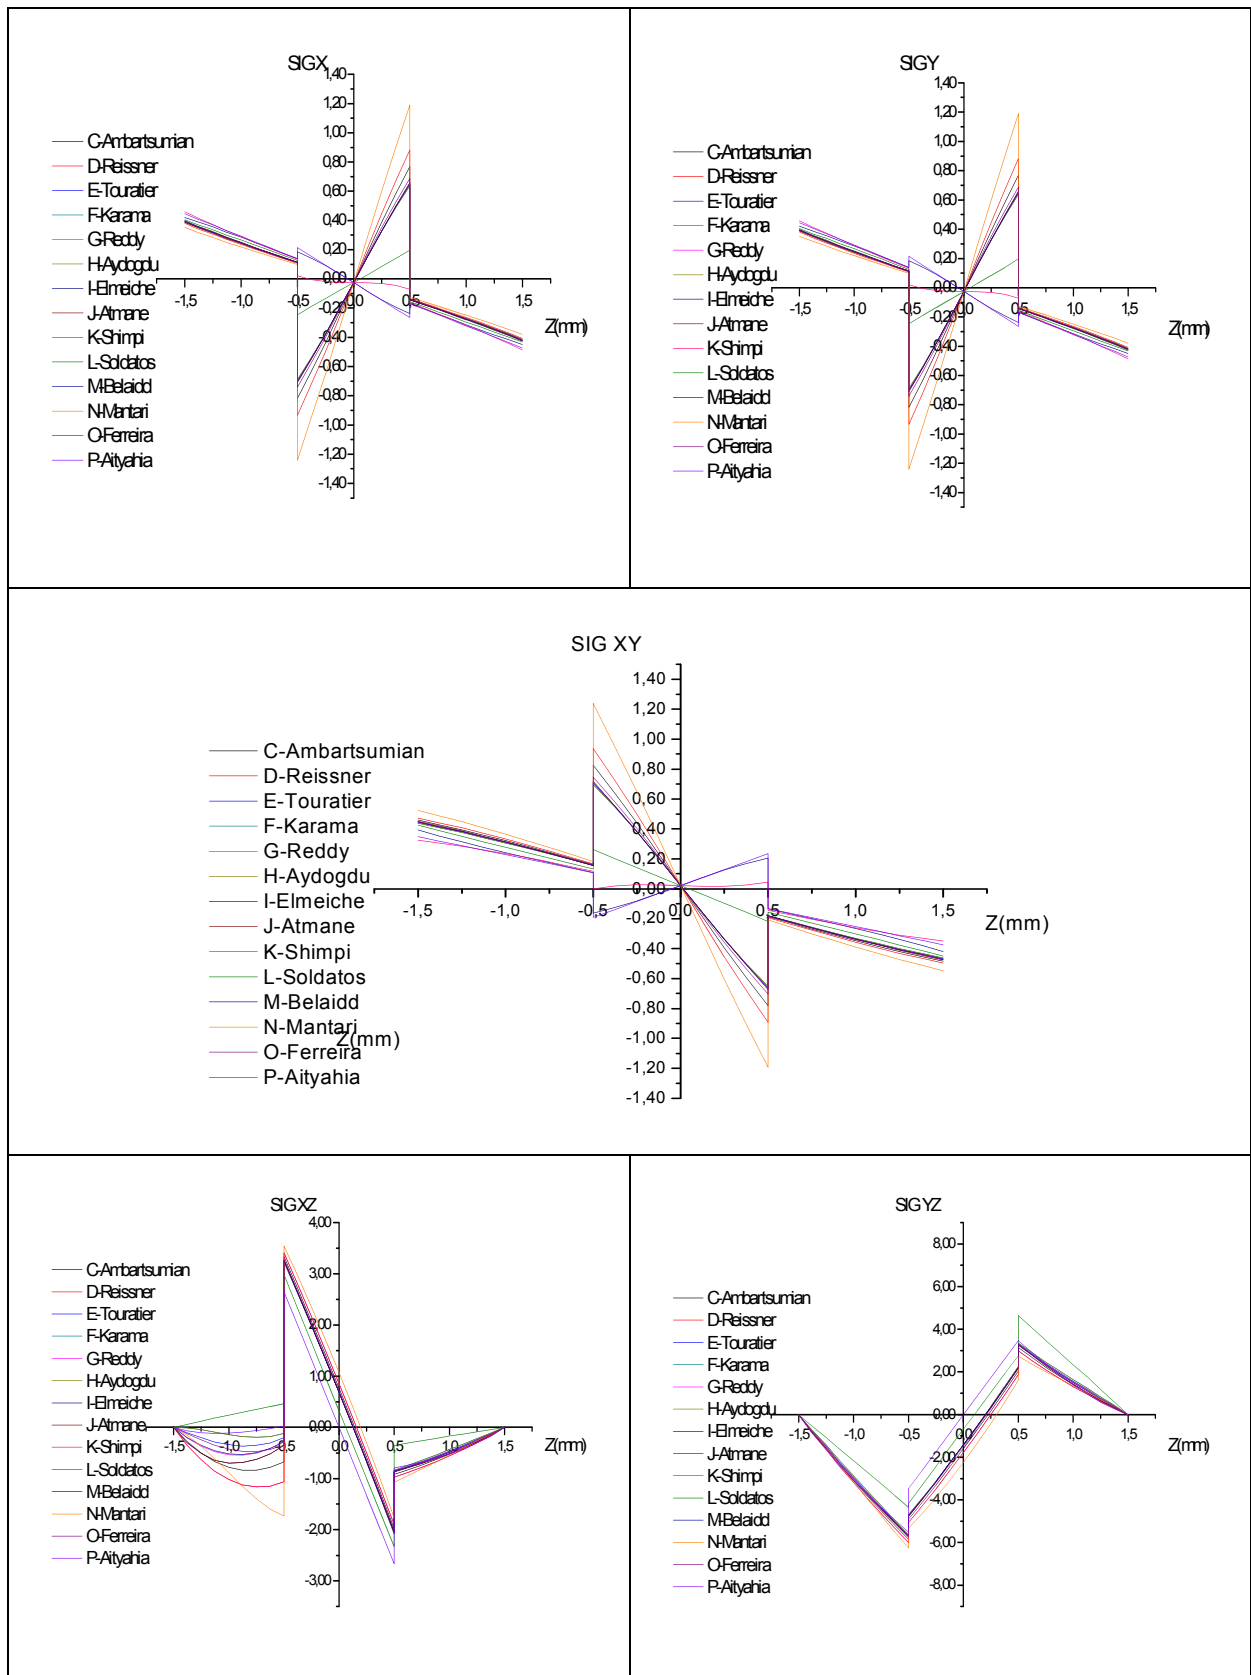 SIGX
1,40
1,20
1,00
0,80
0,60
0,40
0,20
0,00
-0,20
-0,40
-0,60
-0,80
-1,00
-1,20
-1,40
-1,5 -1,0 -0,5 0,0 0,5 1,0 1,5
Z(mm)
C-Ambartsumian
D-Reissner
E-Touratier
F-Karama
G-Reddy
H-Aydogdu
I-Elmeiche
J-Atmane
K-Shimpi
L-Soldatos
M-Belaidd
N-Mantari
O-Ferreira
P-Aityahia
SIGY
1,40
1,20
1,00
0,80
0,60
0,40
0,20
0,00
-0,20
-0,40
-0,60
-0,80
-1,00
-1,20
-1,40
-1,5 -1,0 -0,5 0,0 0,5 1,0 1,5
Z(mm)
C-Ambartsumian
D-Reissner
E-Touratier
F-Karama
G-Reddy
H-Aydogdu
I-Elmeiche
J-Atmane
K-Shimpi
L-Soldatos
M-Belaidd
N-Mantari
O-Ferreira
P-Aityahia
SIG XY
1,40
1,20
1,00
0,80
0,60
0,40
0,20
0,00
-0,20
-0,40
-0,60
-0,80
-1,00
-1,20
-1,40
-1,5 -1,0 -0,5 0,0 0,5 1,0 1,5
Z(mm)
C-Ambartsumian
D-Reissner
E-Touratier
F-Karama
G-Reddy
H-Aydogdu
I-Elmeiche
J-Atmane
K-Shimpi
L-Soldatos
M-Belaidd
N-Mantari
Z(mm)
O-Ferreira
P-Aityahia
SIGXZ
4,00
3,00
2,00
1,00
0,00
-1,00
-2,00
-3,00
-1,5 -1,0 -0,5 0,0 0,5 1,0 1,5
Z(mm)
C-Ambartsumian
D-Reissner
E-Touratier
F-Karama
G-Reddy
H-Aydogdu
I-Elmeiche
J-Atmane
K-Shimpi
L-Soldatos
M-Belaidd
N-Mantari
O-Ferreira
P-Aityahia
SIGYZ
8,00
6,00
4,00
2,00
0,00
-2,00
-4,00
-6,00
-8,00
-1,5 -1,0 -0,5 0,0 0,5 1,0 1,5
Z(mm)
C-Ambartsumian
D-Reissner
E-Touratier
F-Karama
G-Reddy
H-Aydogdu
I-Elmeiche
J-Atmane
K-Shimpi
L-Soldatos
M-Belaidd
N-Mantari
O-Ferreira
P-Aityahia